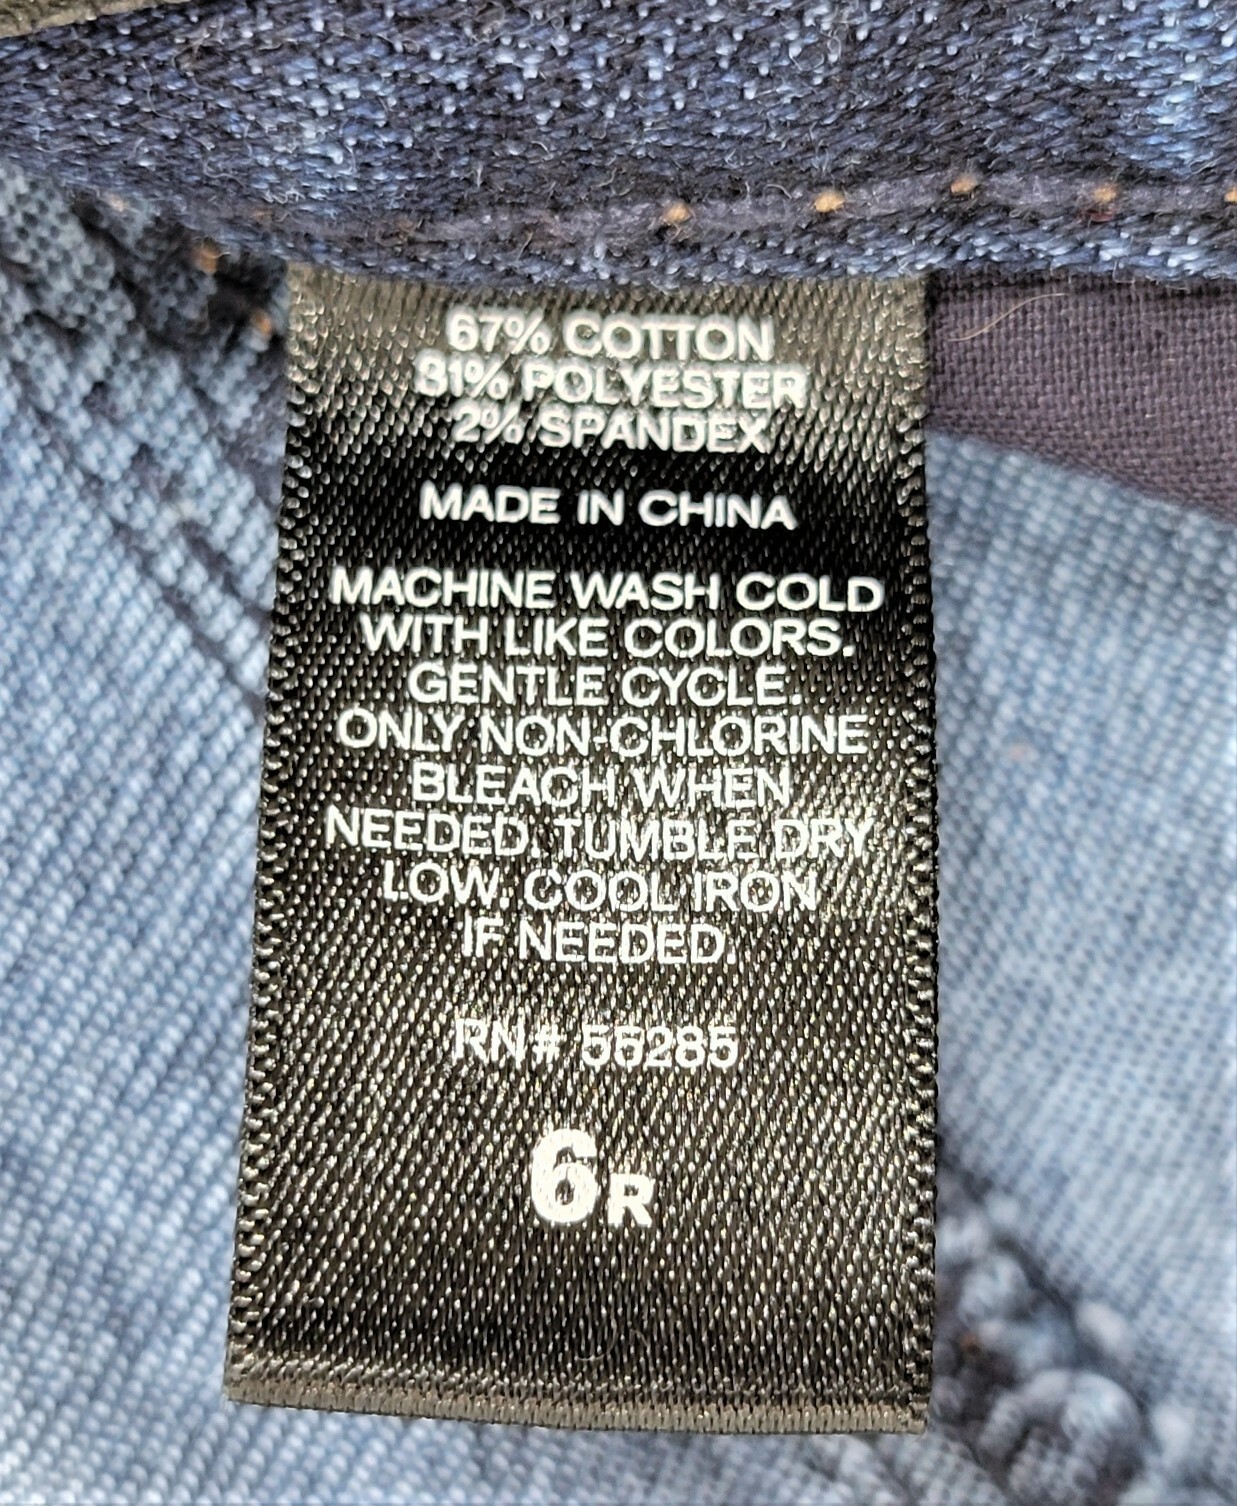 67% COTTON
31% POLYESTER
2% SPANDEX
MADE IN CHINA
MACHINE WASH COLD
WITH LIKE COLORS.
GENTLE CYCLE.
ONLY NON-CHLORINE
BLEACH WHEN
NEEDED. TUMBLE DRY
LOW. COOL IRON
IF NEEDED.
RN# 56285
6R